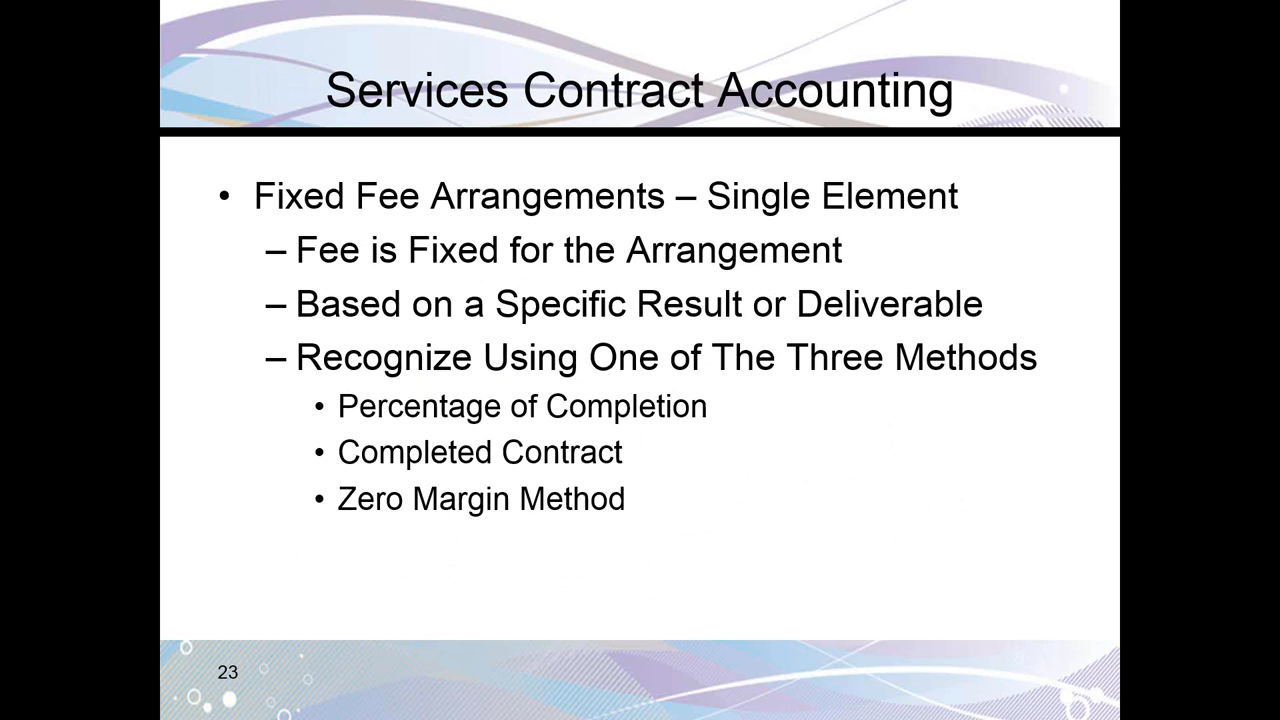 Services Contract Accounting
• Fixed Fee Arrangements – Single Element
– Fee is Fixed for the Arrangement
– Based on a Specific Result or Deliverable
– Recognize Using One of The Three Methods
• Percentage of Completion
• Completed Contract
• Zero Margin Method
23